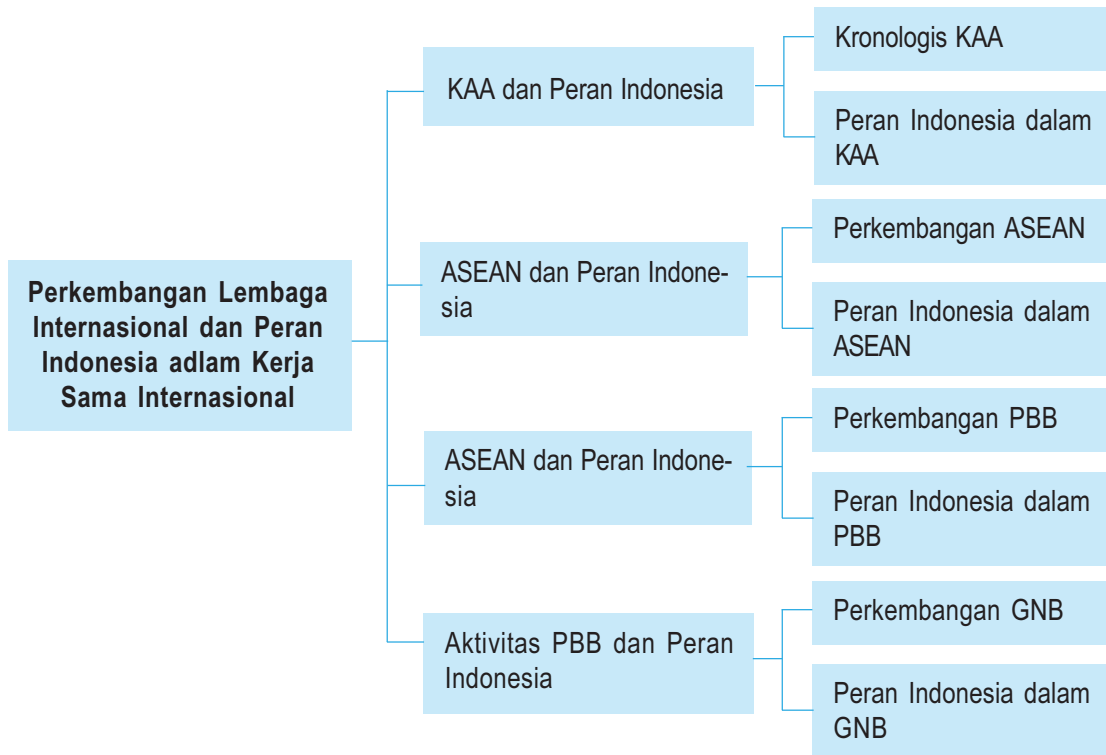 Perkembangan Lembaga
Internasional dan Peran
Indonesia adlam Kerja
Sama Internasional
KAA dan Peran Indonesia
Kronologis KAA
Peran Indonesia dalam
KAA
ASEAN dan Peran Indone-
sia
Perkembangan ASEAN
Peran Indonesia dalam
ASEAN
ASEAN dan Peran Indone-
sia
Perkembangan PBB
Peran Indonesia dalam
PBB
Aktivitas PBB dan Peran
Indonesia
Perkembangan GNB
Peran Indonesia dalam
GNB